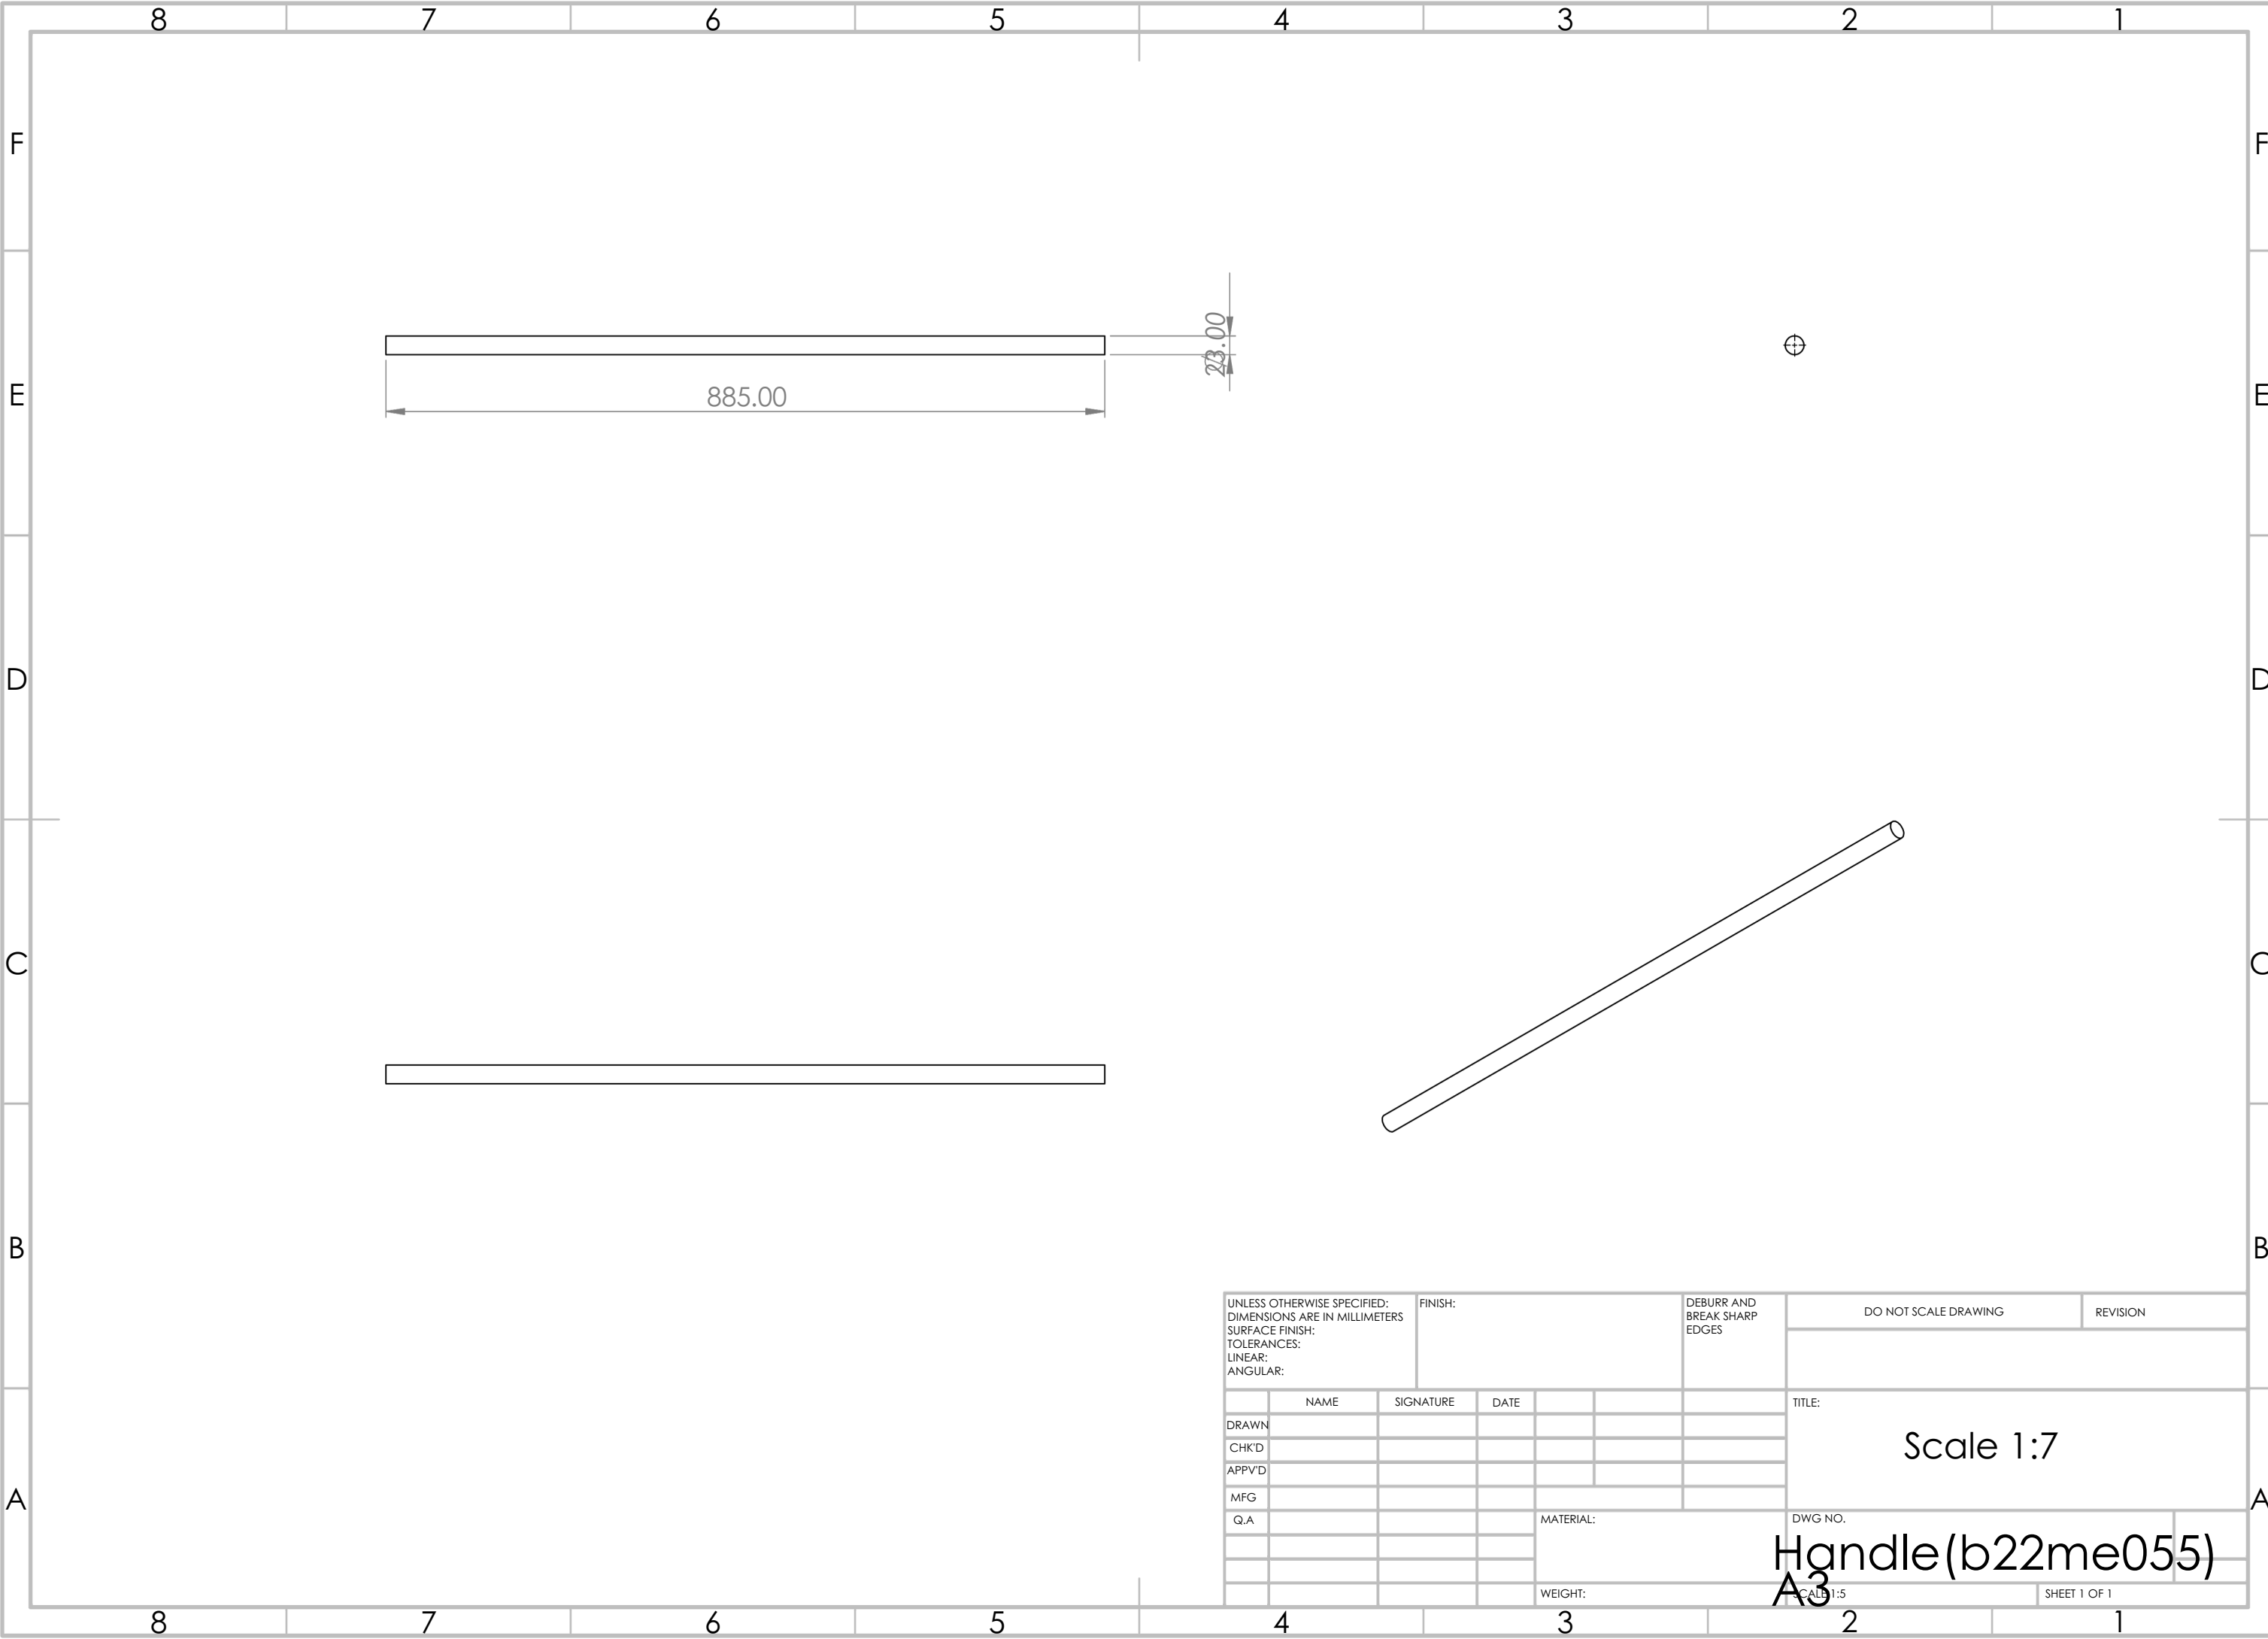 8 7 6 5 4 3 2 1
F F
885.00
E E
D D
C C
B B
UNLESS OTHERWISE SPECIFIED:
DIMENSIONS ARE IN MILLIMETERS
SURFACE FINISH:
TOLERANCES:
LINEAR:
ANGULAR:
FINISH:
DEBURR AND
BREAK SHARP
EDGES
DO NOT SCALE DRAWING
REVISION
NAME SIGNATURE DATE
TITLE:
DRAWN
Scale 1:7
CHK'D
APPV'D
MFG
A A
Q.A
MATERIAL:
DWG NO.
Handle(b22me055)
A3
WEIGHT:
SCALE 1:5
SHEET 1 OF 1
8 7 6 5 4 3 2 1